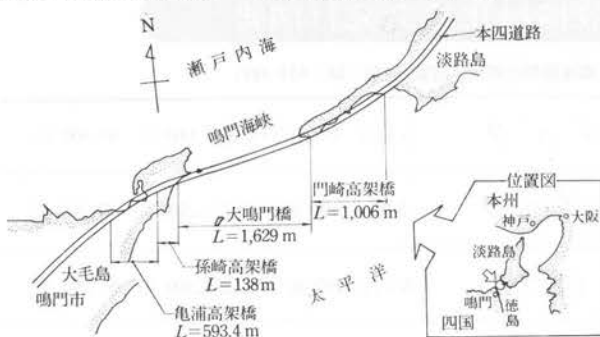 N
瀬戸内海
本四道路
淡路島
鳴門海峡
門崎高架橋
L=1,006 m
大鳴門橋
L=1,629 m
孫崎高架橋
L=138m
亀浦高架橋
L=593.4 m
大毛島
鳴門市
太平洋
位置図
本州
神戸
大阪
淡路島
鳴門
徳島
四国